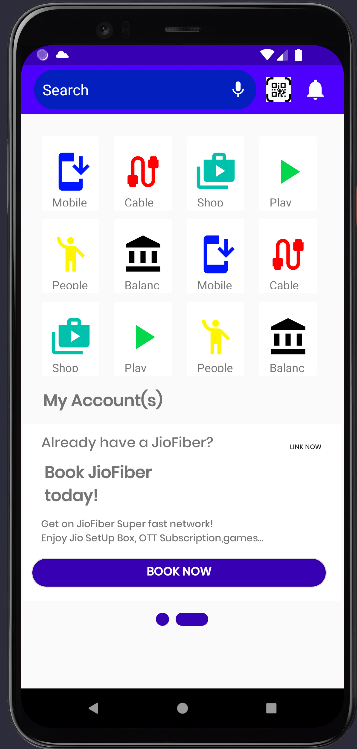 Search
Mobile
Cable
Shop
Play
People
Balanc
Mobile
Cable
Shop
Play
People
Balanc
My Account(s)
Already have a JioFiber?
LINK NOW
Book JioFiber
today!
Get on JioFiber Super fast network!
Enjoy Jio SetUp Box, OTT Subscription,games...
BOOK NOW